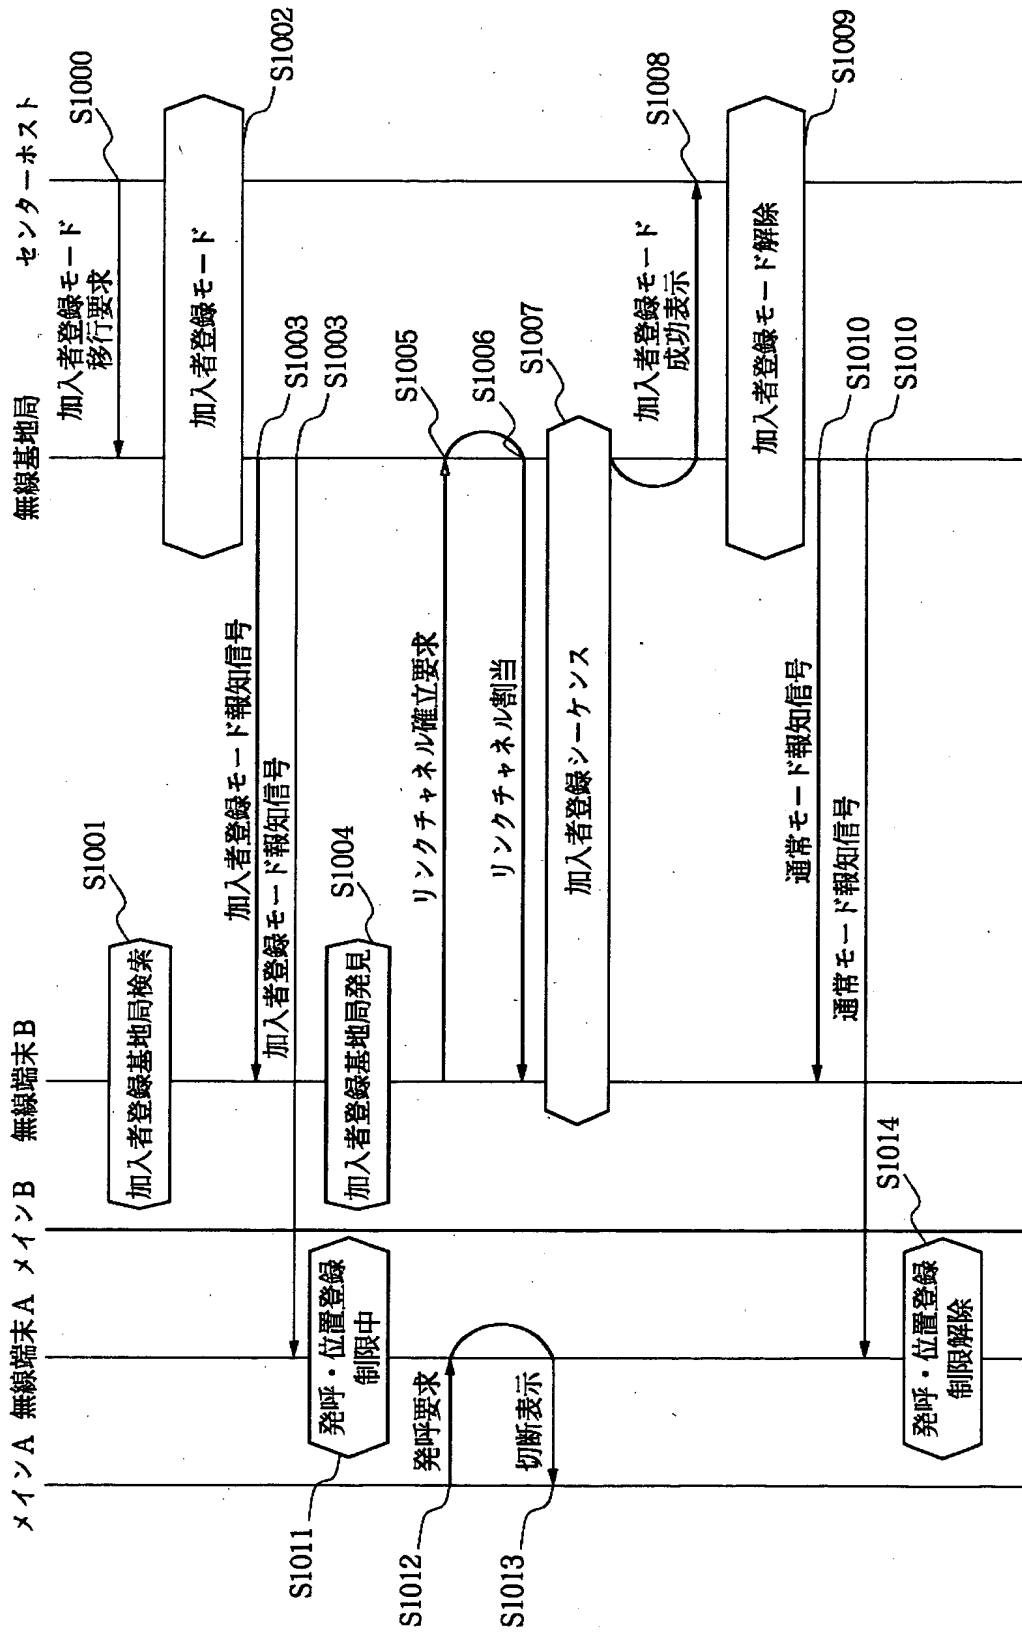 メインA 無線端末A メインB 無線端末B 無線基地局 センターホスト
S1000
加入者登録モード
移行要求
S1001
加入者登録基地局検索
加入者登録モード
S1002
加入者登録モード報知信号
S1003
加入者登録モード報知信号
S1003
S1011
発呼・位置登録
制限中
加入者登録基地局発見
S1004
S1012
発呼要求
リンクチャネル確立要求
S1005
リンクチャネル割当
S1006
S1013
切断表示
加入者登録シーケンス
S1007
加入者登録モード
成功表示
S1008
加入者登録モード解除
S1009
通常モード報知信号
S1010
通常モード報知信号
S1010
発呼・位置登録
制限解除
S1014